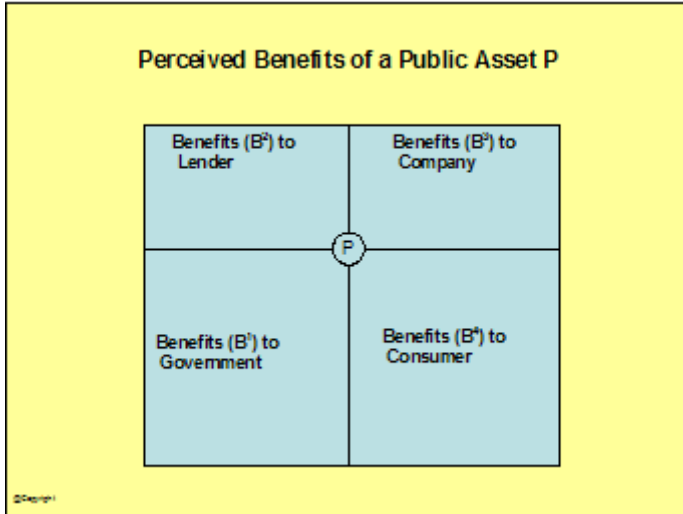 Perceived Benefits of a Public Asset P
Benefits (B²) to
Lender
Benefits (B³) to
Company
P
Benefits (B¹) to
Government
Benefits (B⁴) to
Consumer
@Copyright